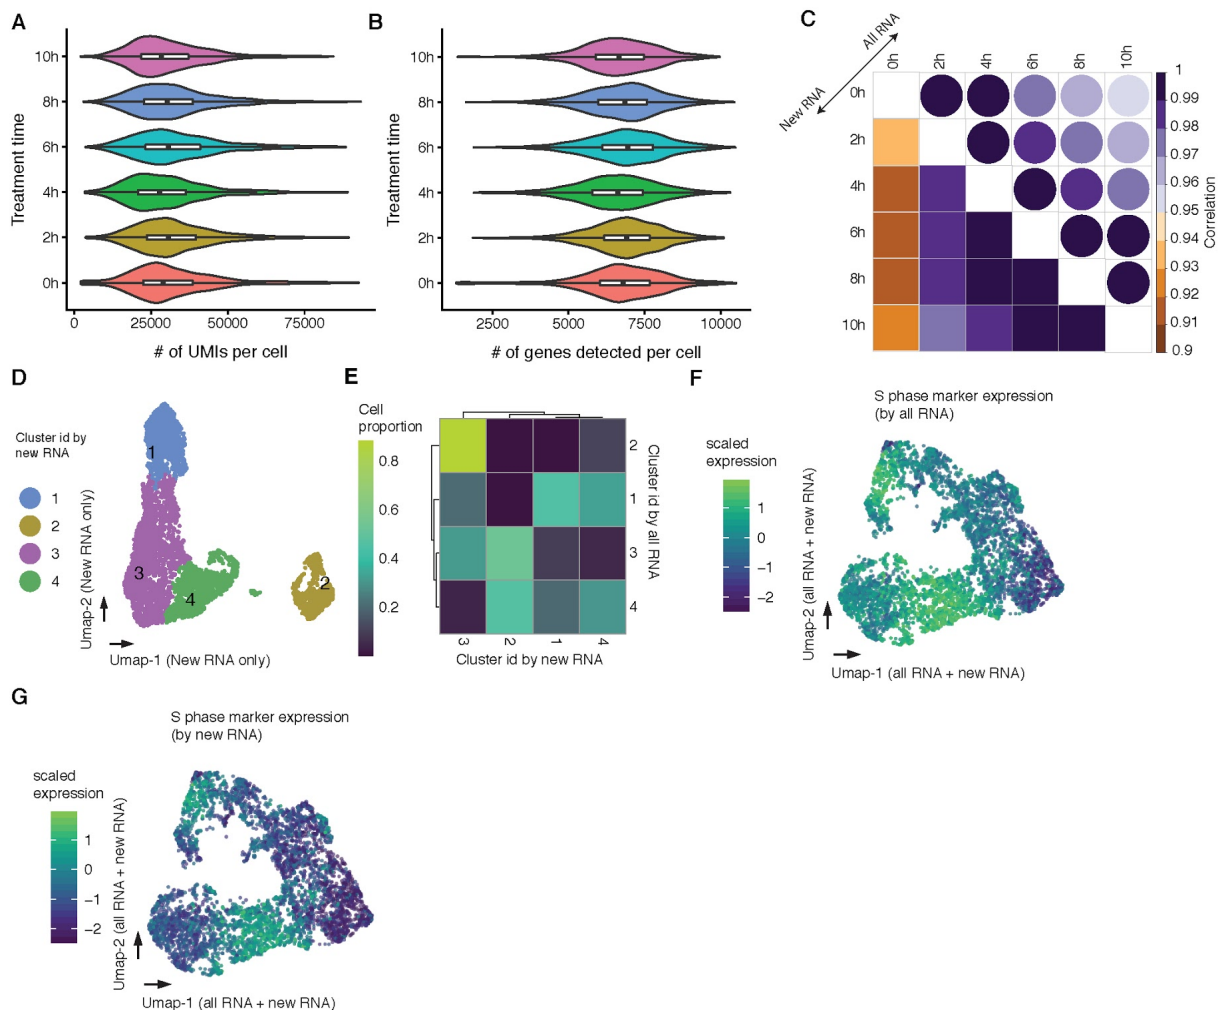 A
Treatment time
10h
8h
6h
4h
2h
0h
0
25000
50000
75000
# of UMIs per cell
B
Treatment time
10h
8h
6h
4h
2h
0h
2500
5000
7500
10000
# of genes detected per cell
C
All RNA
New RNA
0h
2h
4h
6h
8h
10h
0h
2h
4h
6h
8h
10h
1
0.99
0.98
0.97
0.96
0.95
0.94
0.93
0.92
0.91
0.9
Correlation
D
Cluster id by
new RNA
1
2
3
4
1
3
4
2
Umap-2 (New RNA only)
Umap-1 (New RNA only)
E
Cell
proportion
0.8
0.6
0.4
0.2
2
1
3
4
Cluster id by all RNA
3
2
1
4
Cluster id by new RNA
F
S phase marker expression
(by all RNA)
scaled
expression
1
0
−1
−2
Umap-2 (all RNA + new RNA)
Umap-1 (all RNA + new RNA)
G
S phase marker expression
(by new RNA)
scaled
expression
1
0
−1
−2
Umap-2 (all RNA + new RNA)
Umap-1 (all RNA + new RNA)